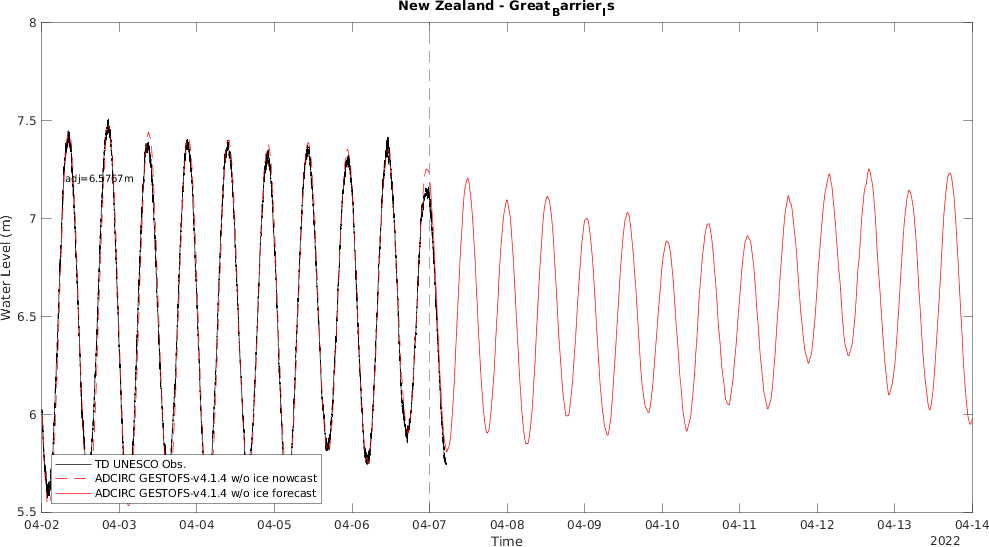 New Zealand - Great_Barrier_Is
8
7.5
adj=6.5767m
7
Water Level (m)
6.5
6
TD UNESCO Obs.
ADCIRC GESTOFS-v4.1.4 w/o ice nowcast
ADCIRC GESTOFS-v4.1.4 w/o ice forecast
5.5
04-02 04-03 04-04 04-05 04-06 04-07 04-08 04-09 04-10 04-11 04-12 04-13 04-14
Time
2022